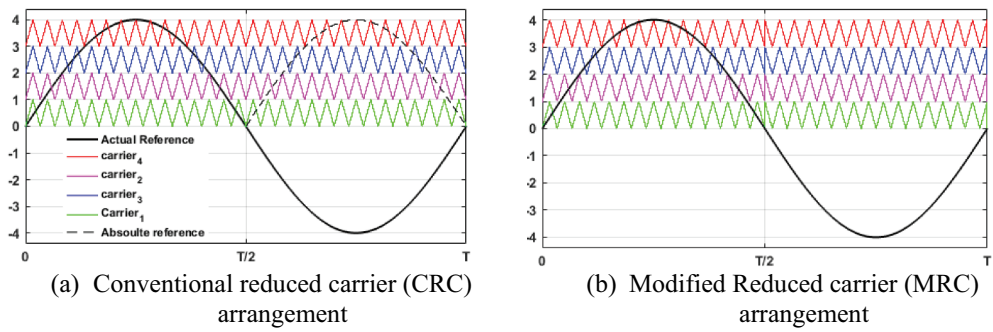 4
3
2
1
0
-1
-2
-3
-4
Actual Reference
carrier4
carrier2
carrier3
Carrier1
Absoulte reference
0
T/2
T
(a) Conventional reduced carrier (CRC)
arrangement
4
3
2
1
0
-1
-2
-3
-4
0
T/2
T
(b) Modified Reduced carrier (MRC)
arrangement